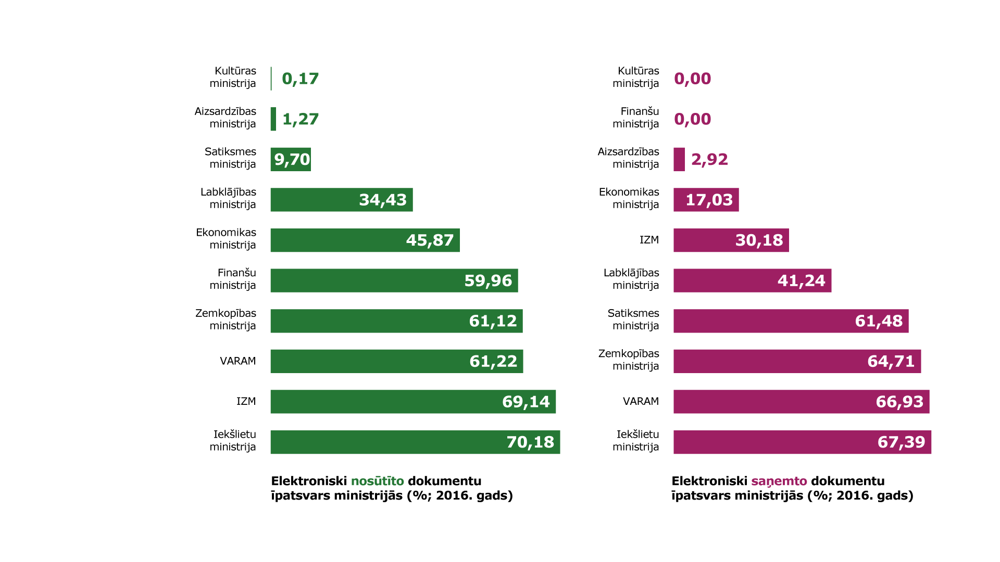 Kultūras
ministrija
0,17
Aizsardzības
ministrija
1,27
Satiksmes
ministrija
9,70
Labklājības
ministrija
34,43
Ekonomikas
ministrija
45,87
Finanšu
ministrija
59,96
Zemkopības
ministrija
61,12
VARAM
61,22
IZM
69,14
Iekšlietu
ministrija
70,18
Elektroniski nosūtīto dokumentu
īpatsvars ministrijās (%; 2016. gads)
Kultūras
ministrija
0,00
Finanšu
ministrija
0,00
Aizsardzības
ministrija
2,92
Ekonomikas
ministrija
17,03
IZM
30,18
Labklājības
ministrija
41,24
Satiksmes
ministrija
61,48
Zemkopības
ministrija
64,71
VARAM
66,93
Iekšlietu
ministrija
67,39
Elektroniski saņemto dokumentu
īpatsvars ministrijās (%; 2016. gads)